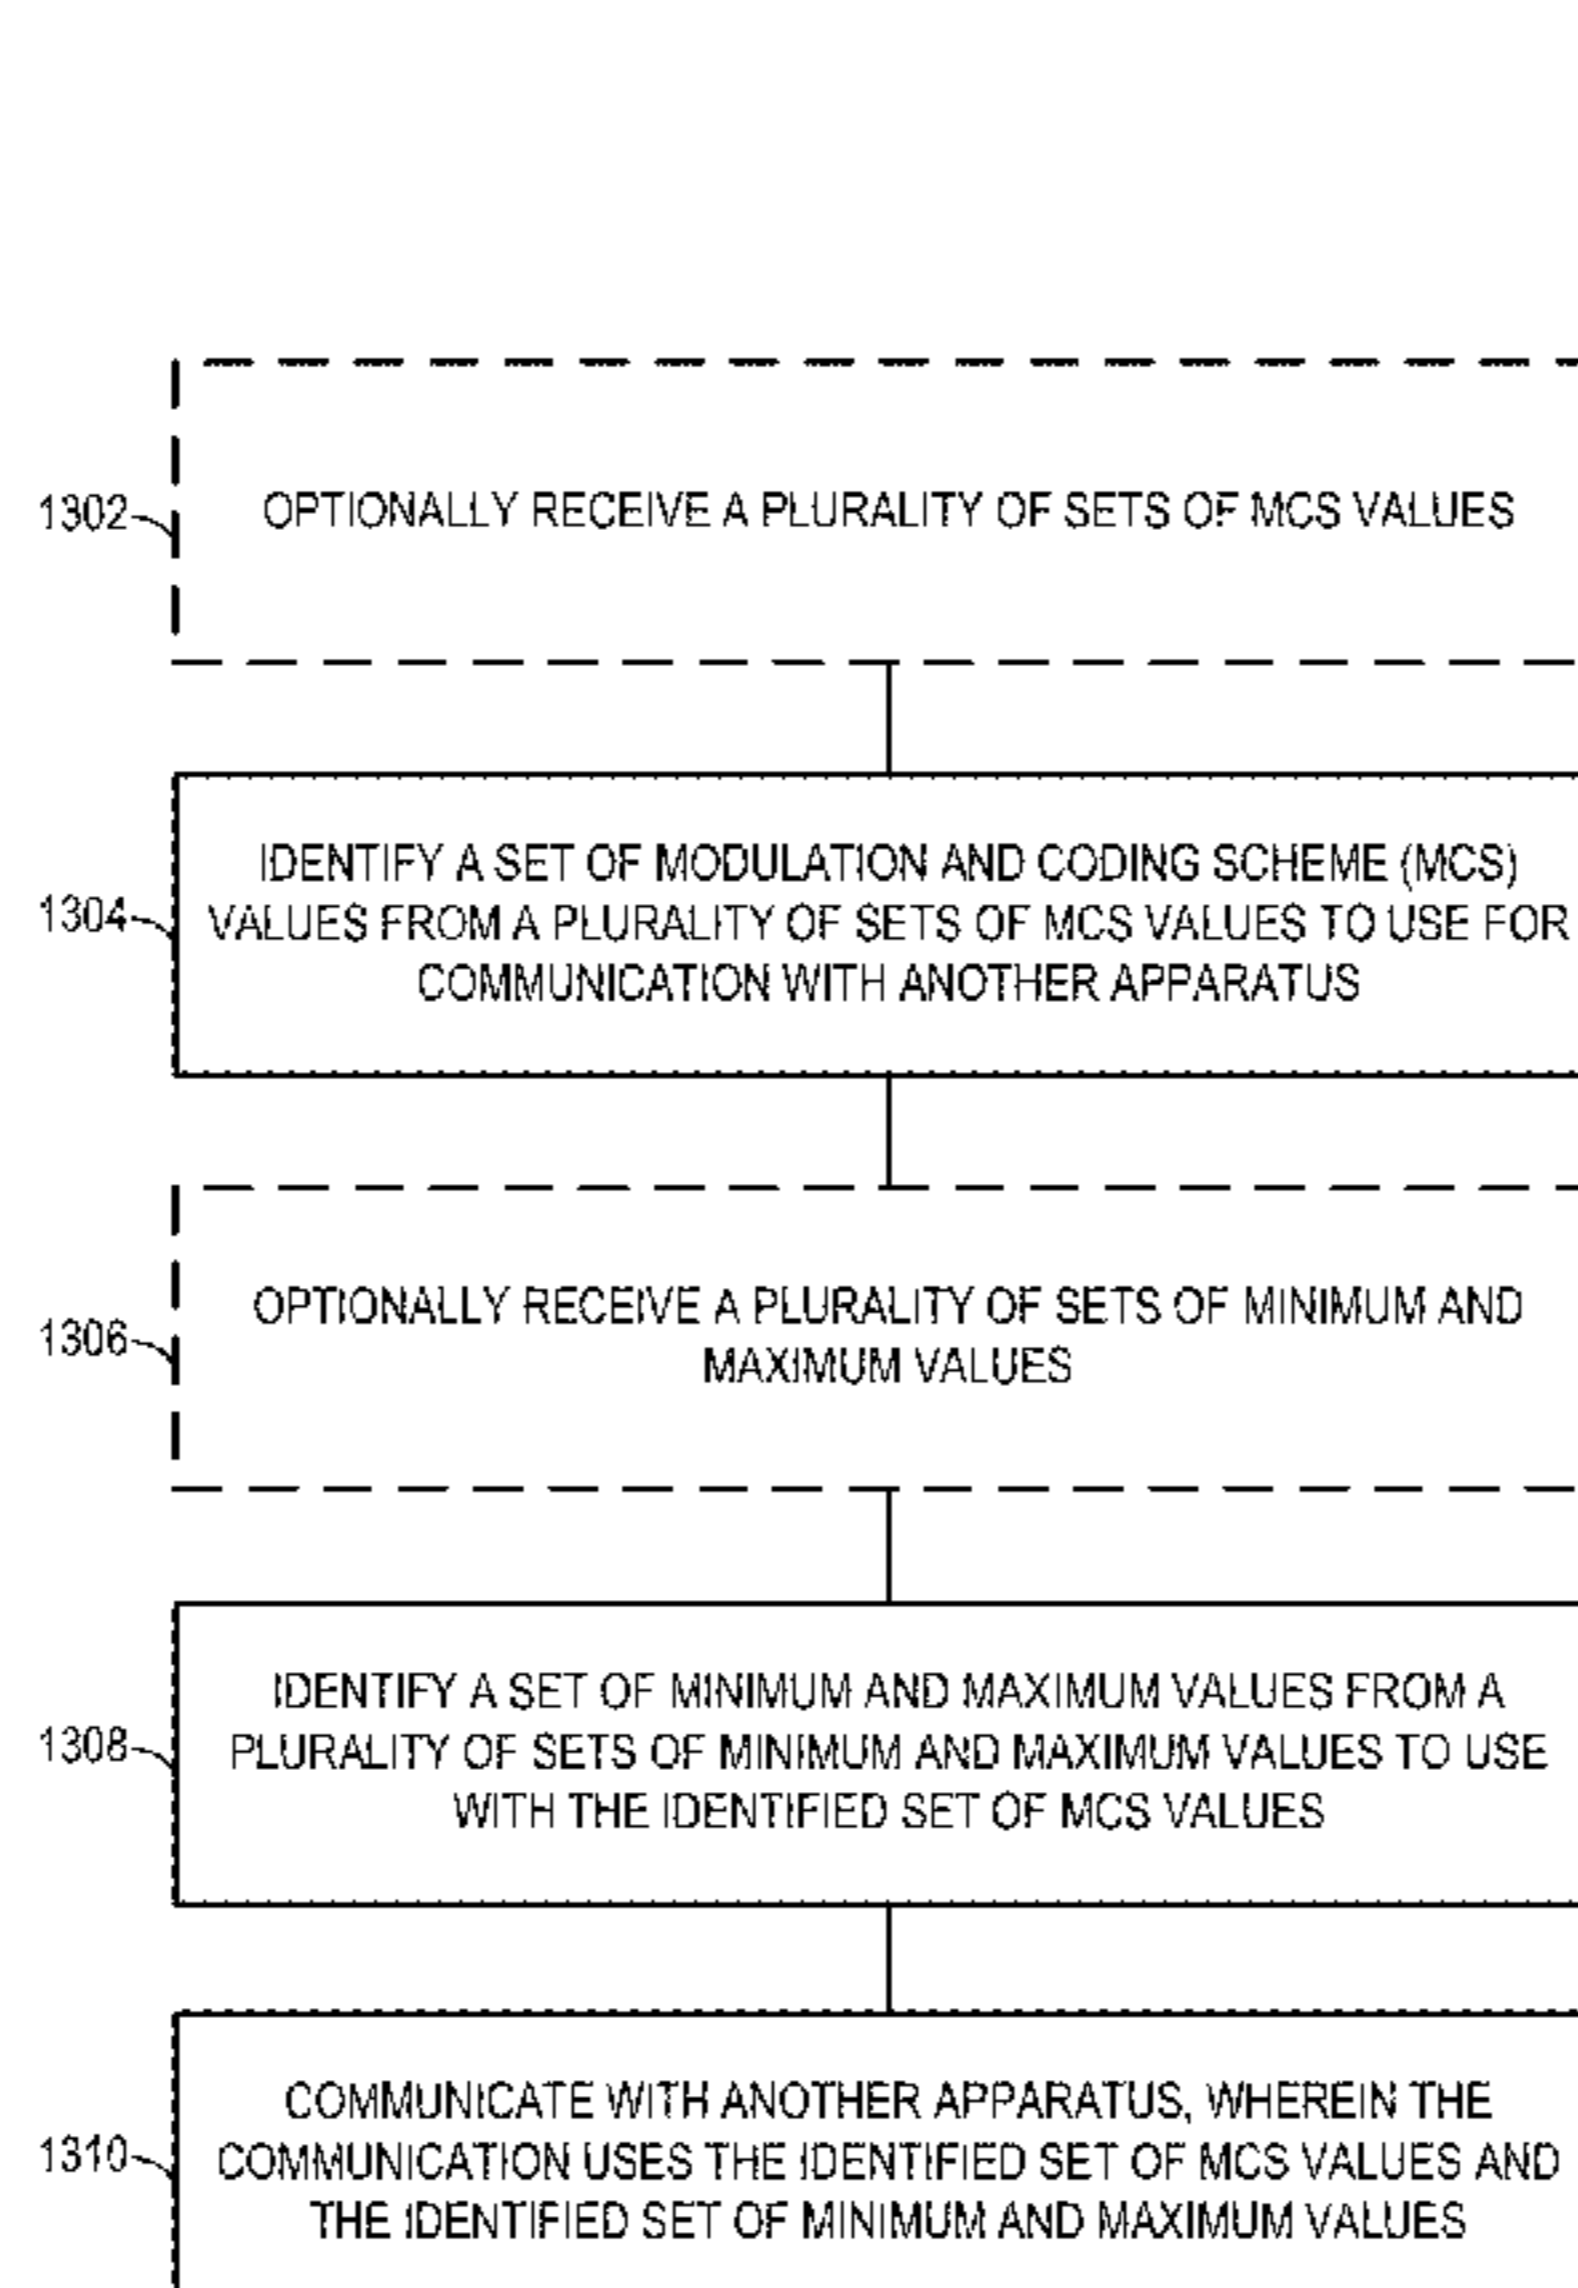 1302
OPTIONALLY RECEIVE A PLURALITY OF SETS OF MCS VALUES
1304
IDENTIFY A SET OF MODULATION AND CODING SCHEME (MCS)
VALUES FROM A PLURALITY OF SETS OF MCS VALUES TO USE FOR
COMMUNICATION WITH ANOTHER APPARATUS
1306
OPTIONALLY RECEIVE A PLURALITY OF SETS OF MINIMUM AND
MAXIMUM VALUES
1308
IDENTIFY A SET OF MINIMUM AND MAXIMUM VALUES FROM A
PLURALITY OF SETS OF MINIMUM AND MAXIMUM VALUES TO USE
WITH THE IDENTIFIED SET OF MCS VALUES
1310
COMMUNICATE WITH ANOTHER APPARATUS, WHEREIN THE
COMMUNICATION USES THE IDENTIFIED SET OF MCS VALUES AND
THE IDENTIFIED SET OF MINIMUM AND MAXIMUM VALUES